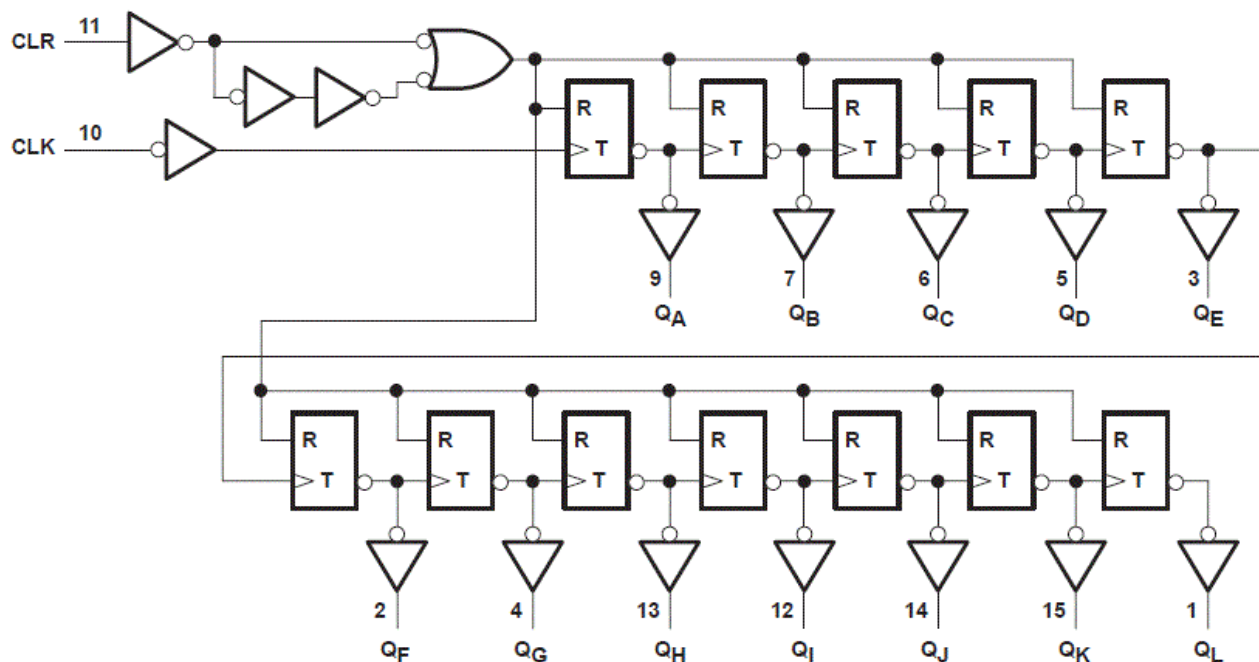 CLR 11
CLK 10
R R R R R
T T T T T
9 7 6 5 3
QA QB QC QD QE
R R R R R R R
T T T T T T T
2 4 13 12 14 15 1
QF QG QH QI QJ QK QL